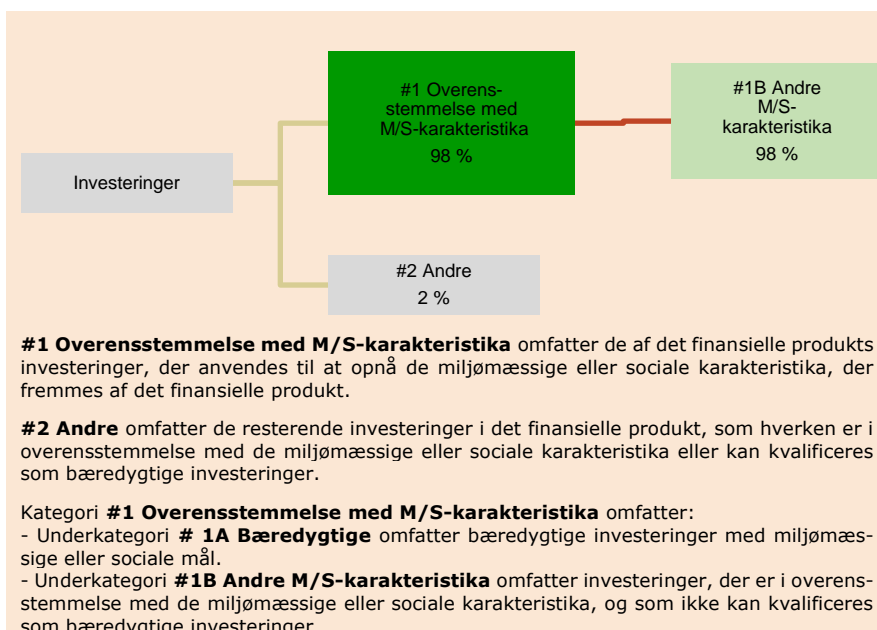 #1 Overens-
stemmelse med
M/S-karakteristika
98 %
#1B Andre
M/S-
karakteristika
98 %
Investeringer
#2 Andre
2 %
#1 Overensstemmelse med M/S-karakteristika omfatter de af det finansielle produkts
investeringer, der anvendes til at opnå de miljømæssige eller sociale karakteristika, der
fremmes af det finansielle produkt.
#2 Andre omfatter de resterende investeringer i det finansielle produkt, som hverken er i
overensstemmelse med de miljømæssige eller sociale karakteristika eller kan kvalificeres
som bæredygtige investeringer.
Kategori #1 Overensstemmelse med M/S-karakteristika omfatter:
- Underkategori # 1A Bæredygtige omfatter bæredygtige investeringer med miljømæs-
sige eller sociale mål.
- Underkategori #1B Andre M/S-karakteristika omfatter investeringer, der er i overens-
stemmelse med de miljømæssige eller sociale karakteristika, og som ikke kan kvalificeres
som bæredygtige investeringer.